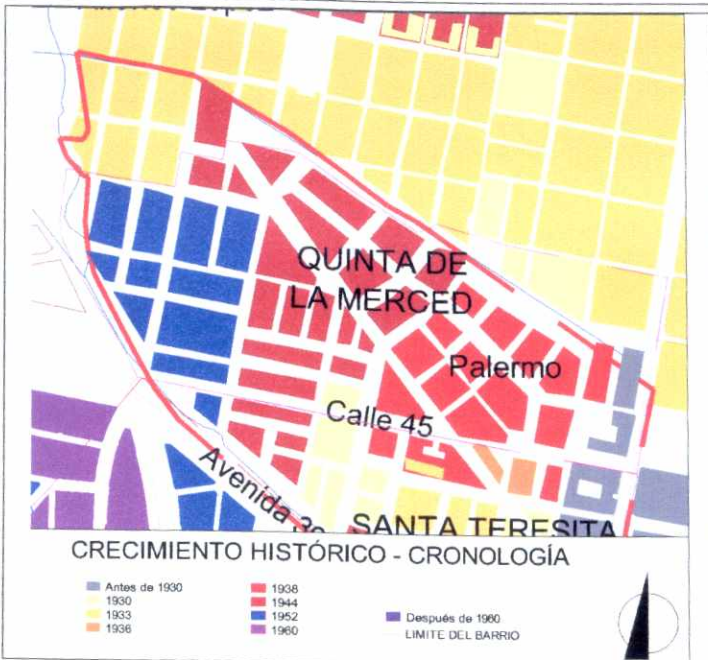 QUINTA DE
LA MERCED
Palermo
Calle 45
Avenida
SANTA TERESITA
CRECIMIENTO HISTÓRICO - CRONOLOGÍA
Antes de 1930
1930
1933
1936
1938
1944
1952
1960
Después de 1960
LIMITE DEL BARRIO